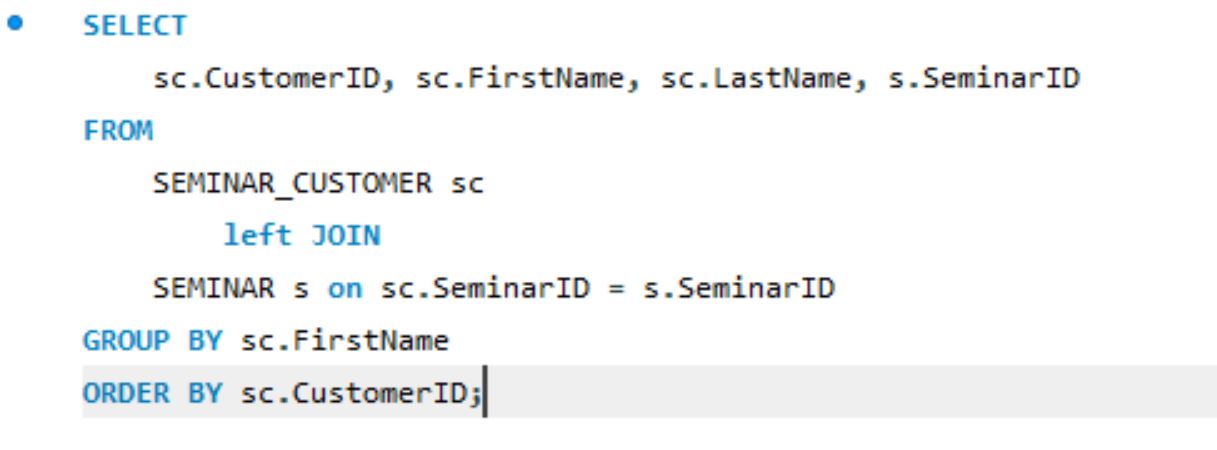 SELECT
sc.CustomerID, sc.FirstName, sc.LastName, s.SeminarID
FROM
SEMINAR_CUSTOMER sc
left JOIN
SEMINAR s on sc.SeminarID = s.SeminarID
GROUP BY sc.FirstName
ORDER BY sc.CustomerID;